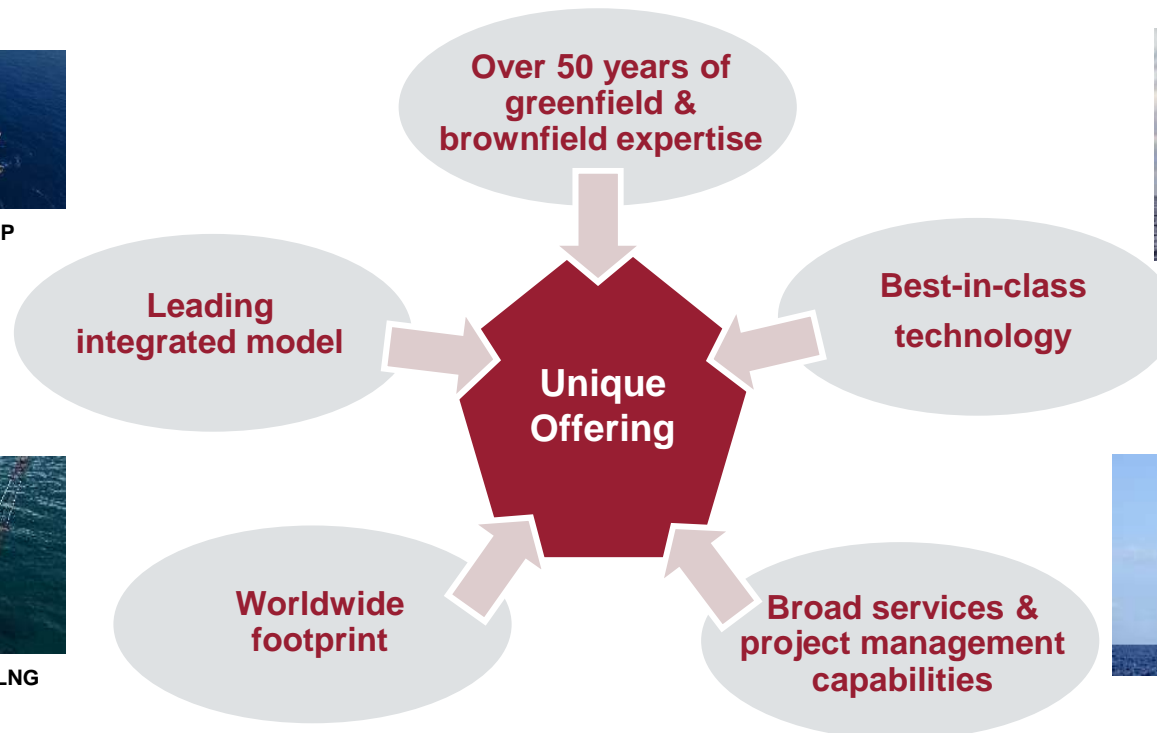 Over 50 years of
greenfield &
brownfield expertise
P
Leading
integrated model
Best-in-class
technology
Unique
Offering
Worldwide
footprint
Broad services &
project management
capabilities
LNG